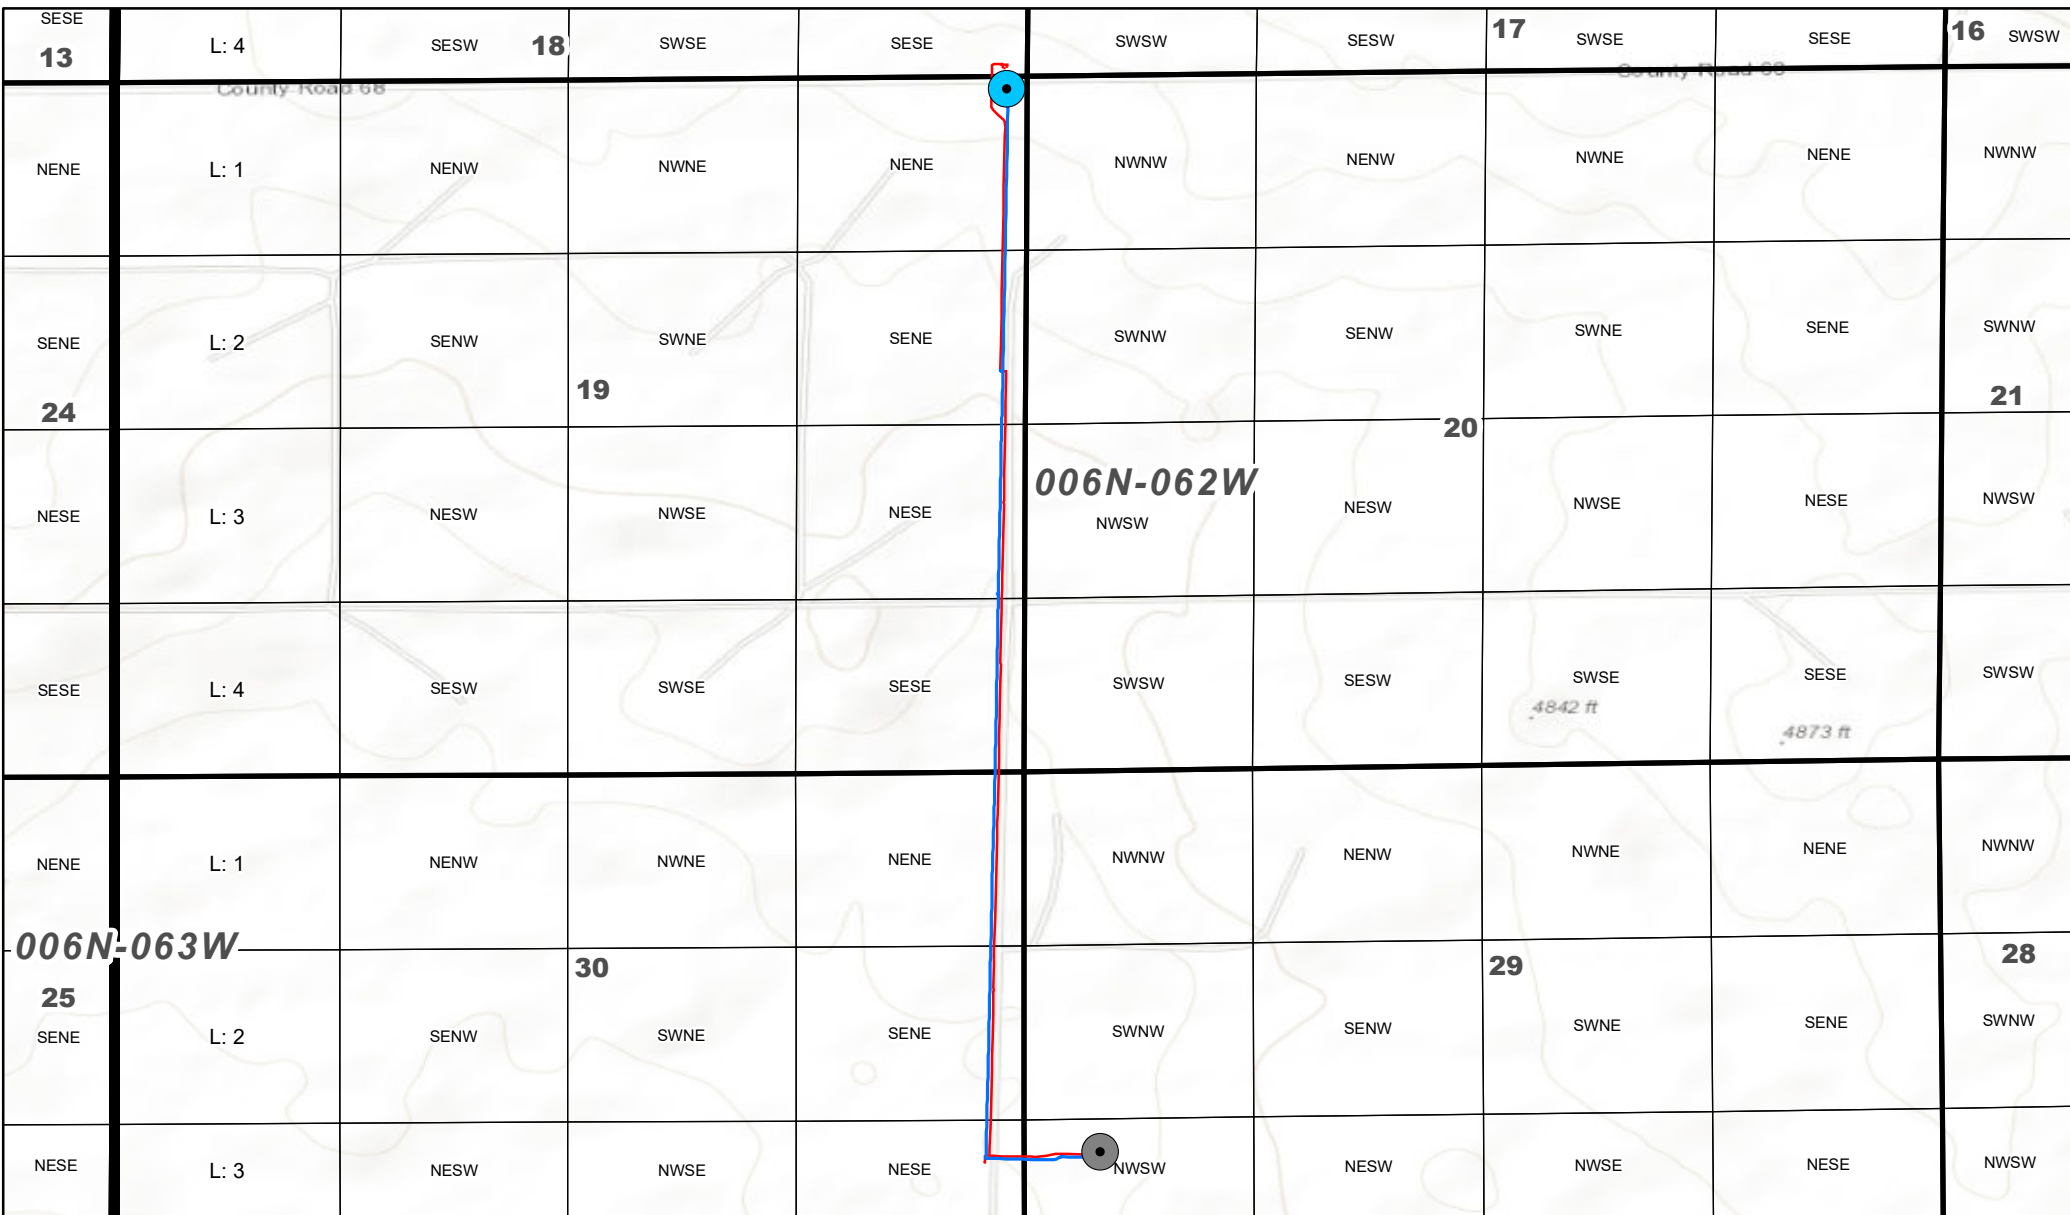 SESE
13 L: 4 SESW 18 SWSE SESE SWSW SESW 17 SWSE SESE 16 SWSW
County Road 68 County Road 68
NENE L: 1 NENW NWNE NENE NWNW NENW NWNE NENE NWNW
SENE L: 2 SENW SWNE SENE SWNW SENW SWNE SENE SWNW
24 19 20 21
006N-062W
NESE L: 3 NESW NWSE NESE NWSW NESW NWSE NESE NWSW
SESE L: 4 SESW SWSE SESE SWSW SESW SWSE SESE SWSW
4842 ft
4873 ft
NENE L: 1 NENW NWNE NENE NWNW NENW NWNE NENE NWNW
006N-063W
25 30 29 28
SENE L: 2 SENW SWNE SENE SWNW SENW SWNE SENE SWNW
NESE L: 3 NESW NWSE NESE NWSW NESW NWSE NESE NWSW